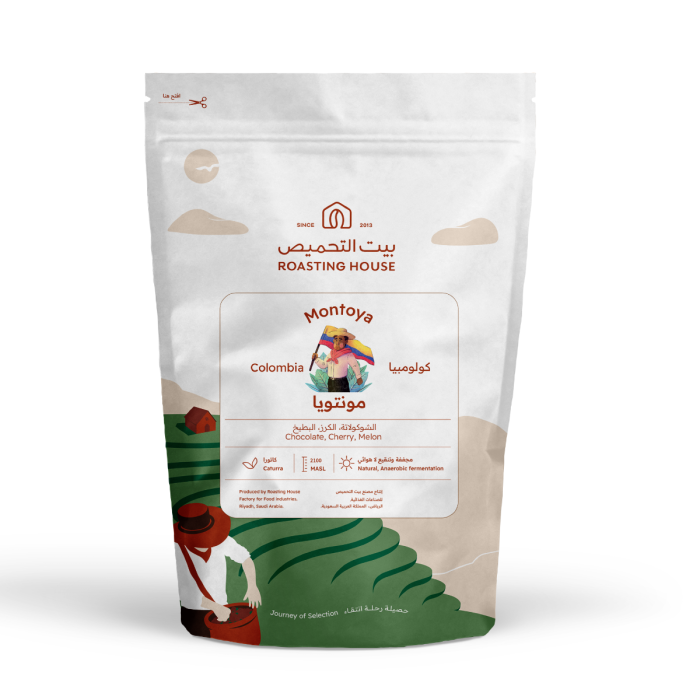 افتح هنا
SINCE 2013
بيت التحميص
ROASTING HOUSE
Montoya
Colombia كولومبيا
مونتويا
الشوكولاتة، الكرز، البطيخ
Chocolate, Cherry, Melon
كاتورا
Caturra
2100
MASL
مجففة وتنقيع لا هوائي
Natural, Anaerobic fermentation
Produced by Roasting House
Factory for Food Industries.
Riyadh, Saudi Arabia.
إنتاج مصنع بيت التحميص
للصناعات الغذائية.
الرياض، المملكة العربية السعودية.
Journey of Selection حصيلة رحلة انتقاء